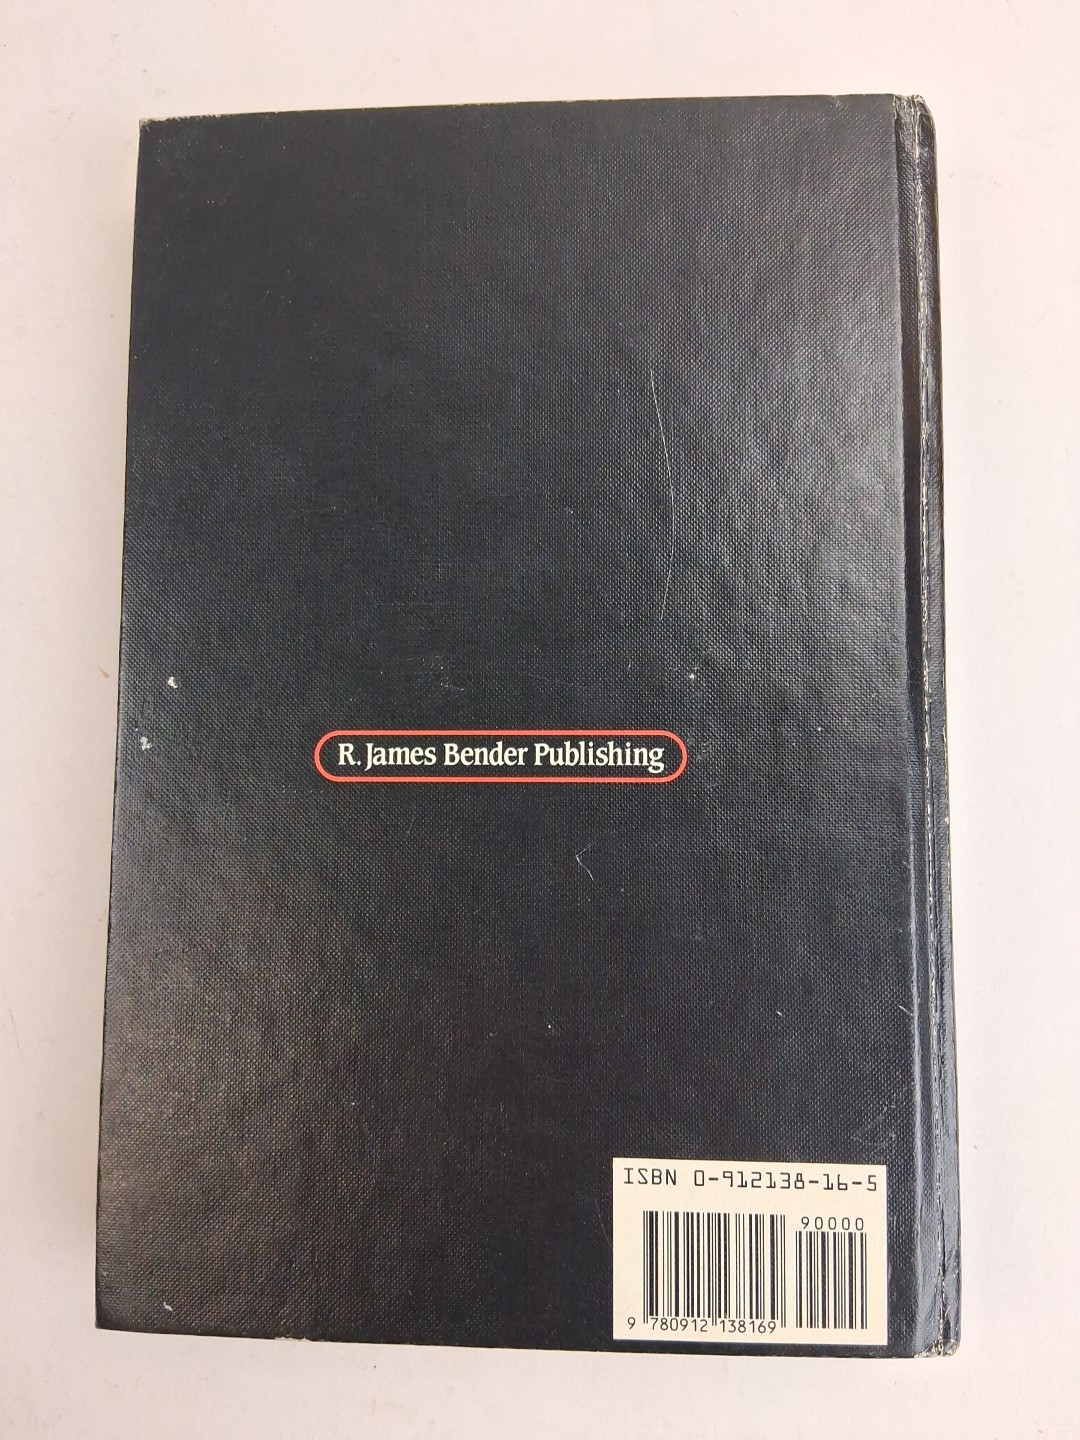 R. James Bender Publishing
ISBN 0-912138-16-5
90000
9 780912 138169